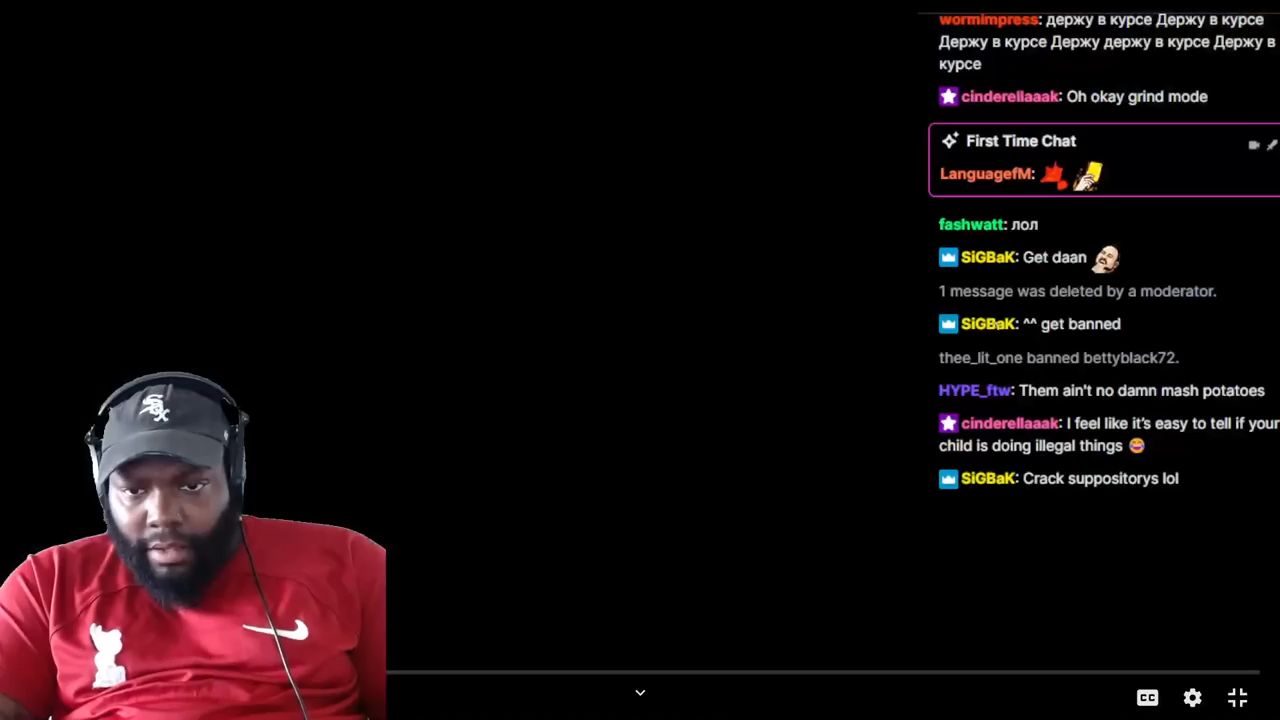 wormimpress: держу в курсе Держу в курсе
Держу в курсе Держу держу в курсе Держу в
курсе
cinderellaaak: Oh okay grind mode
First Time Chat
LanguagefM:
fashwatt: лол
SiGBaK: Get daan
1 message was deleted by a moderator.
SiGBaK: ^^ get banned
thee_lit_one banned bettyblack72.
HYPE_ftw: Them ain't no damn mash potatoes
cinderellaaak: I feel like it's easy to tell if your
child is doing illegal things
SiGBaK: Crack suppositorys lol
Sox
CC